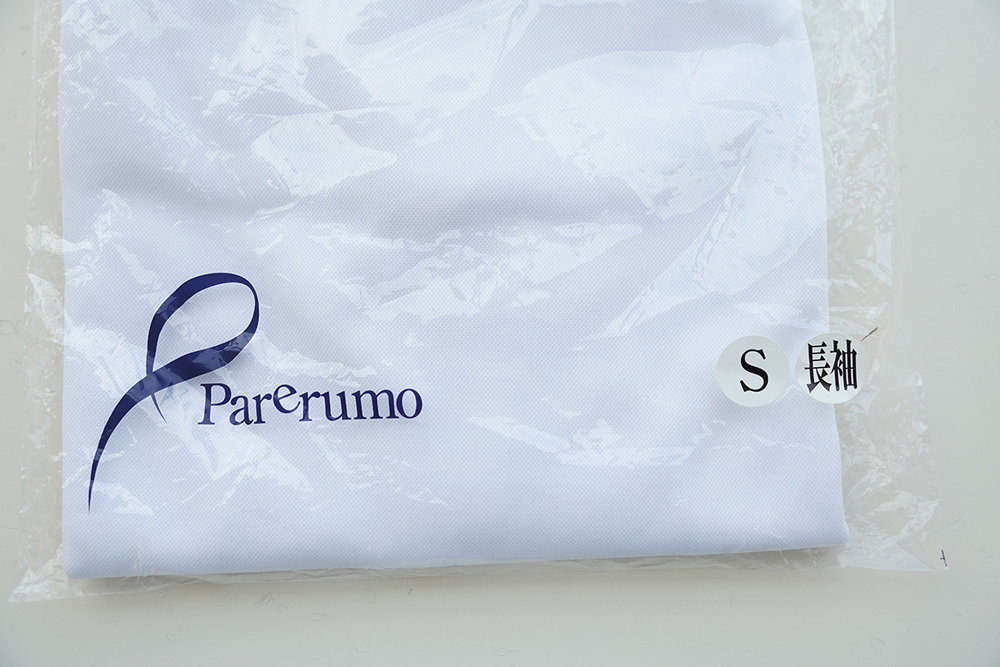 Parerumo
S
長袖